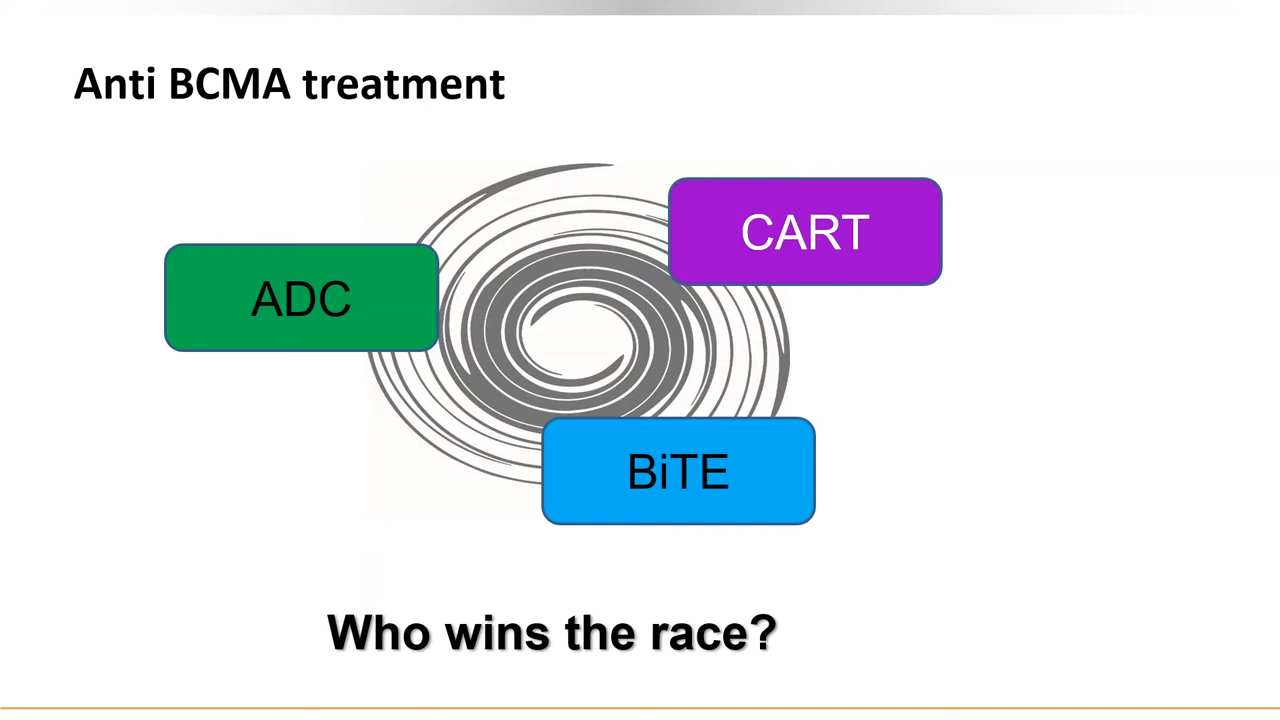 Anti BCMA treatment
CART
ADC
BiTE
Who wins the race?